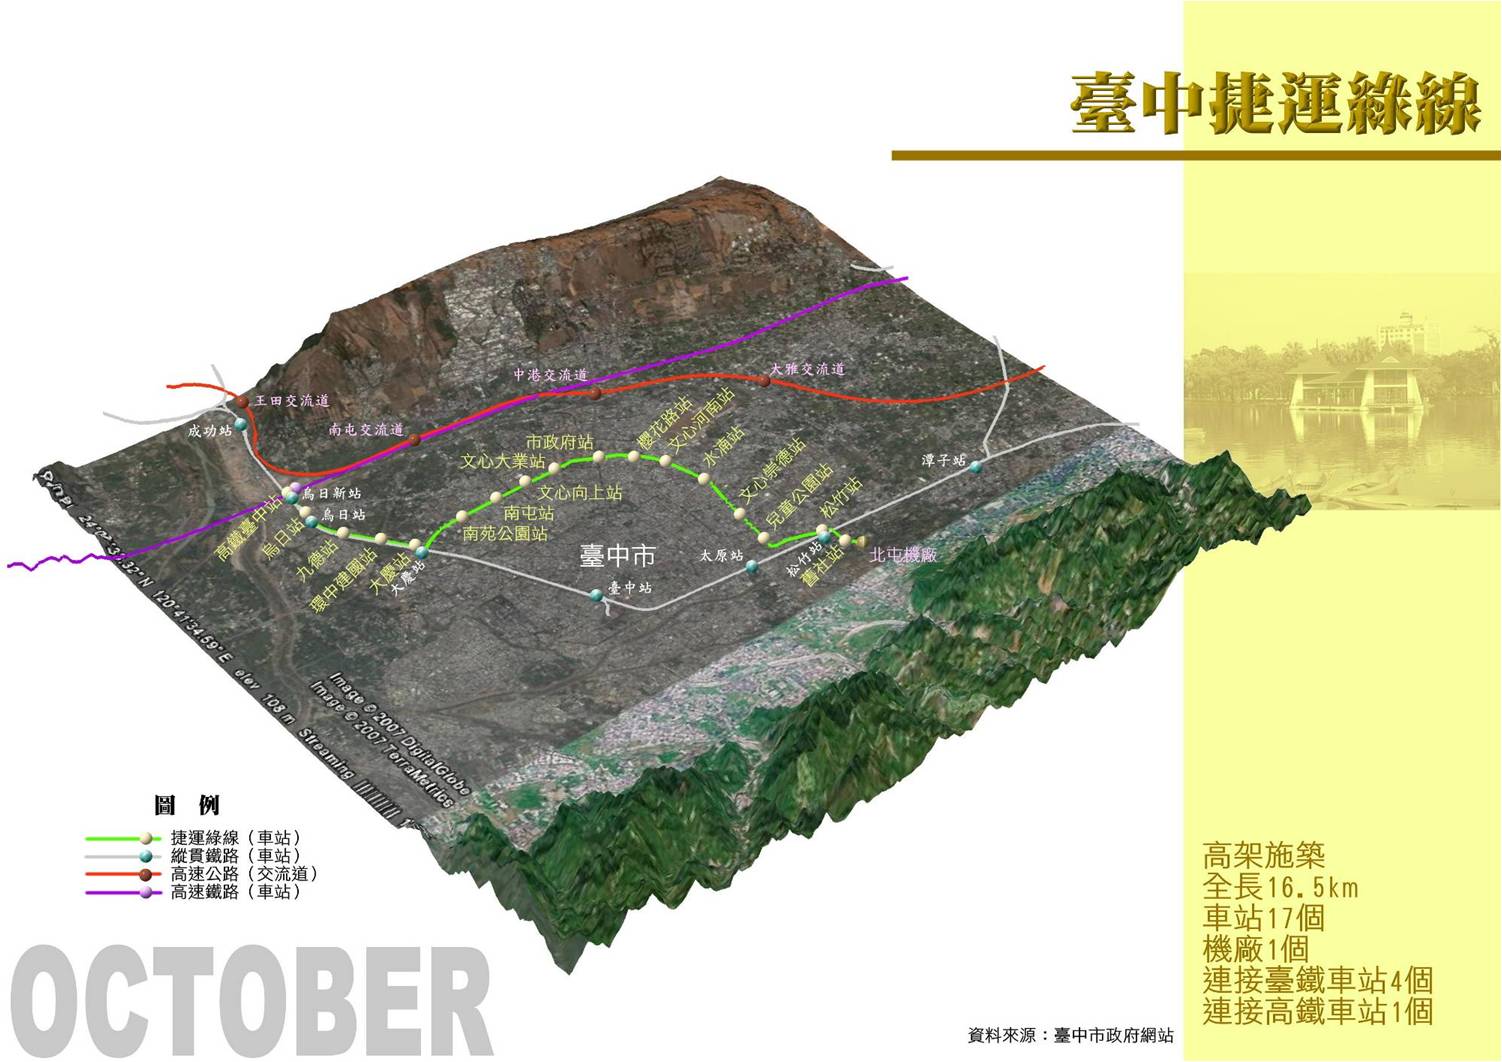 臺中捷運綠線
中港交流道
大雅交流道
王田交流道
南屯交流道
成功站
櫻花路站
文心河南站
市政府站
水湳站
文心大業站
文心崇德站
潭子站
兒童公園站
松竹站
文心向上站
烏日新站
高鐵臺中站
烏日站
烏日站
南屯站
南苑公園站
九德站
環中建國站
大慶站
大慶站
臺中市
太原站
松竹站
舊社站
北屯機廠
臺中站
120°41'34.59" E
elev 108 m
Streaming
Image © 2007 DigitalGlobe
Image © 2007 TerraMetrics
圖 例
捷運綠線（車站）
縱貫鐵路（車站）
高速公路（交流道）
高速鐵路（車站）
高架施築
全長16.5km
車站17個
機廠1個
連接臺鐵車站4個
連接高鐵車站1個
OCTOBER
資料來源：臺中市政府網站